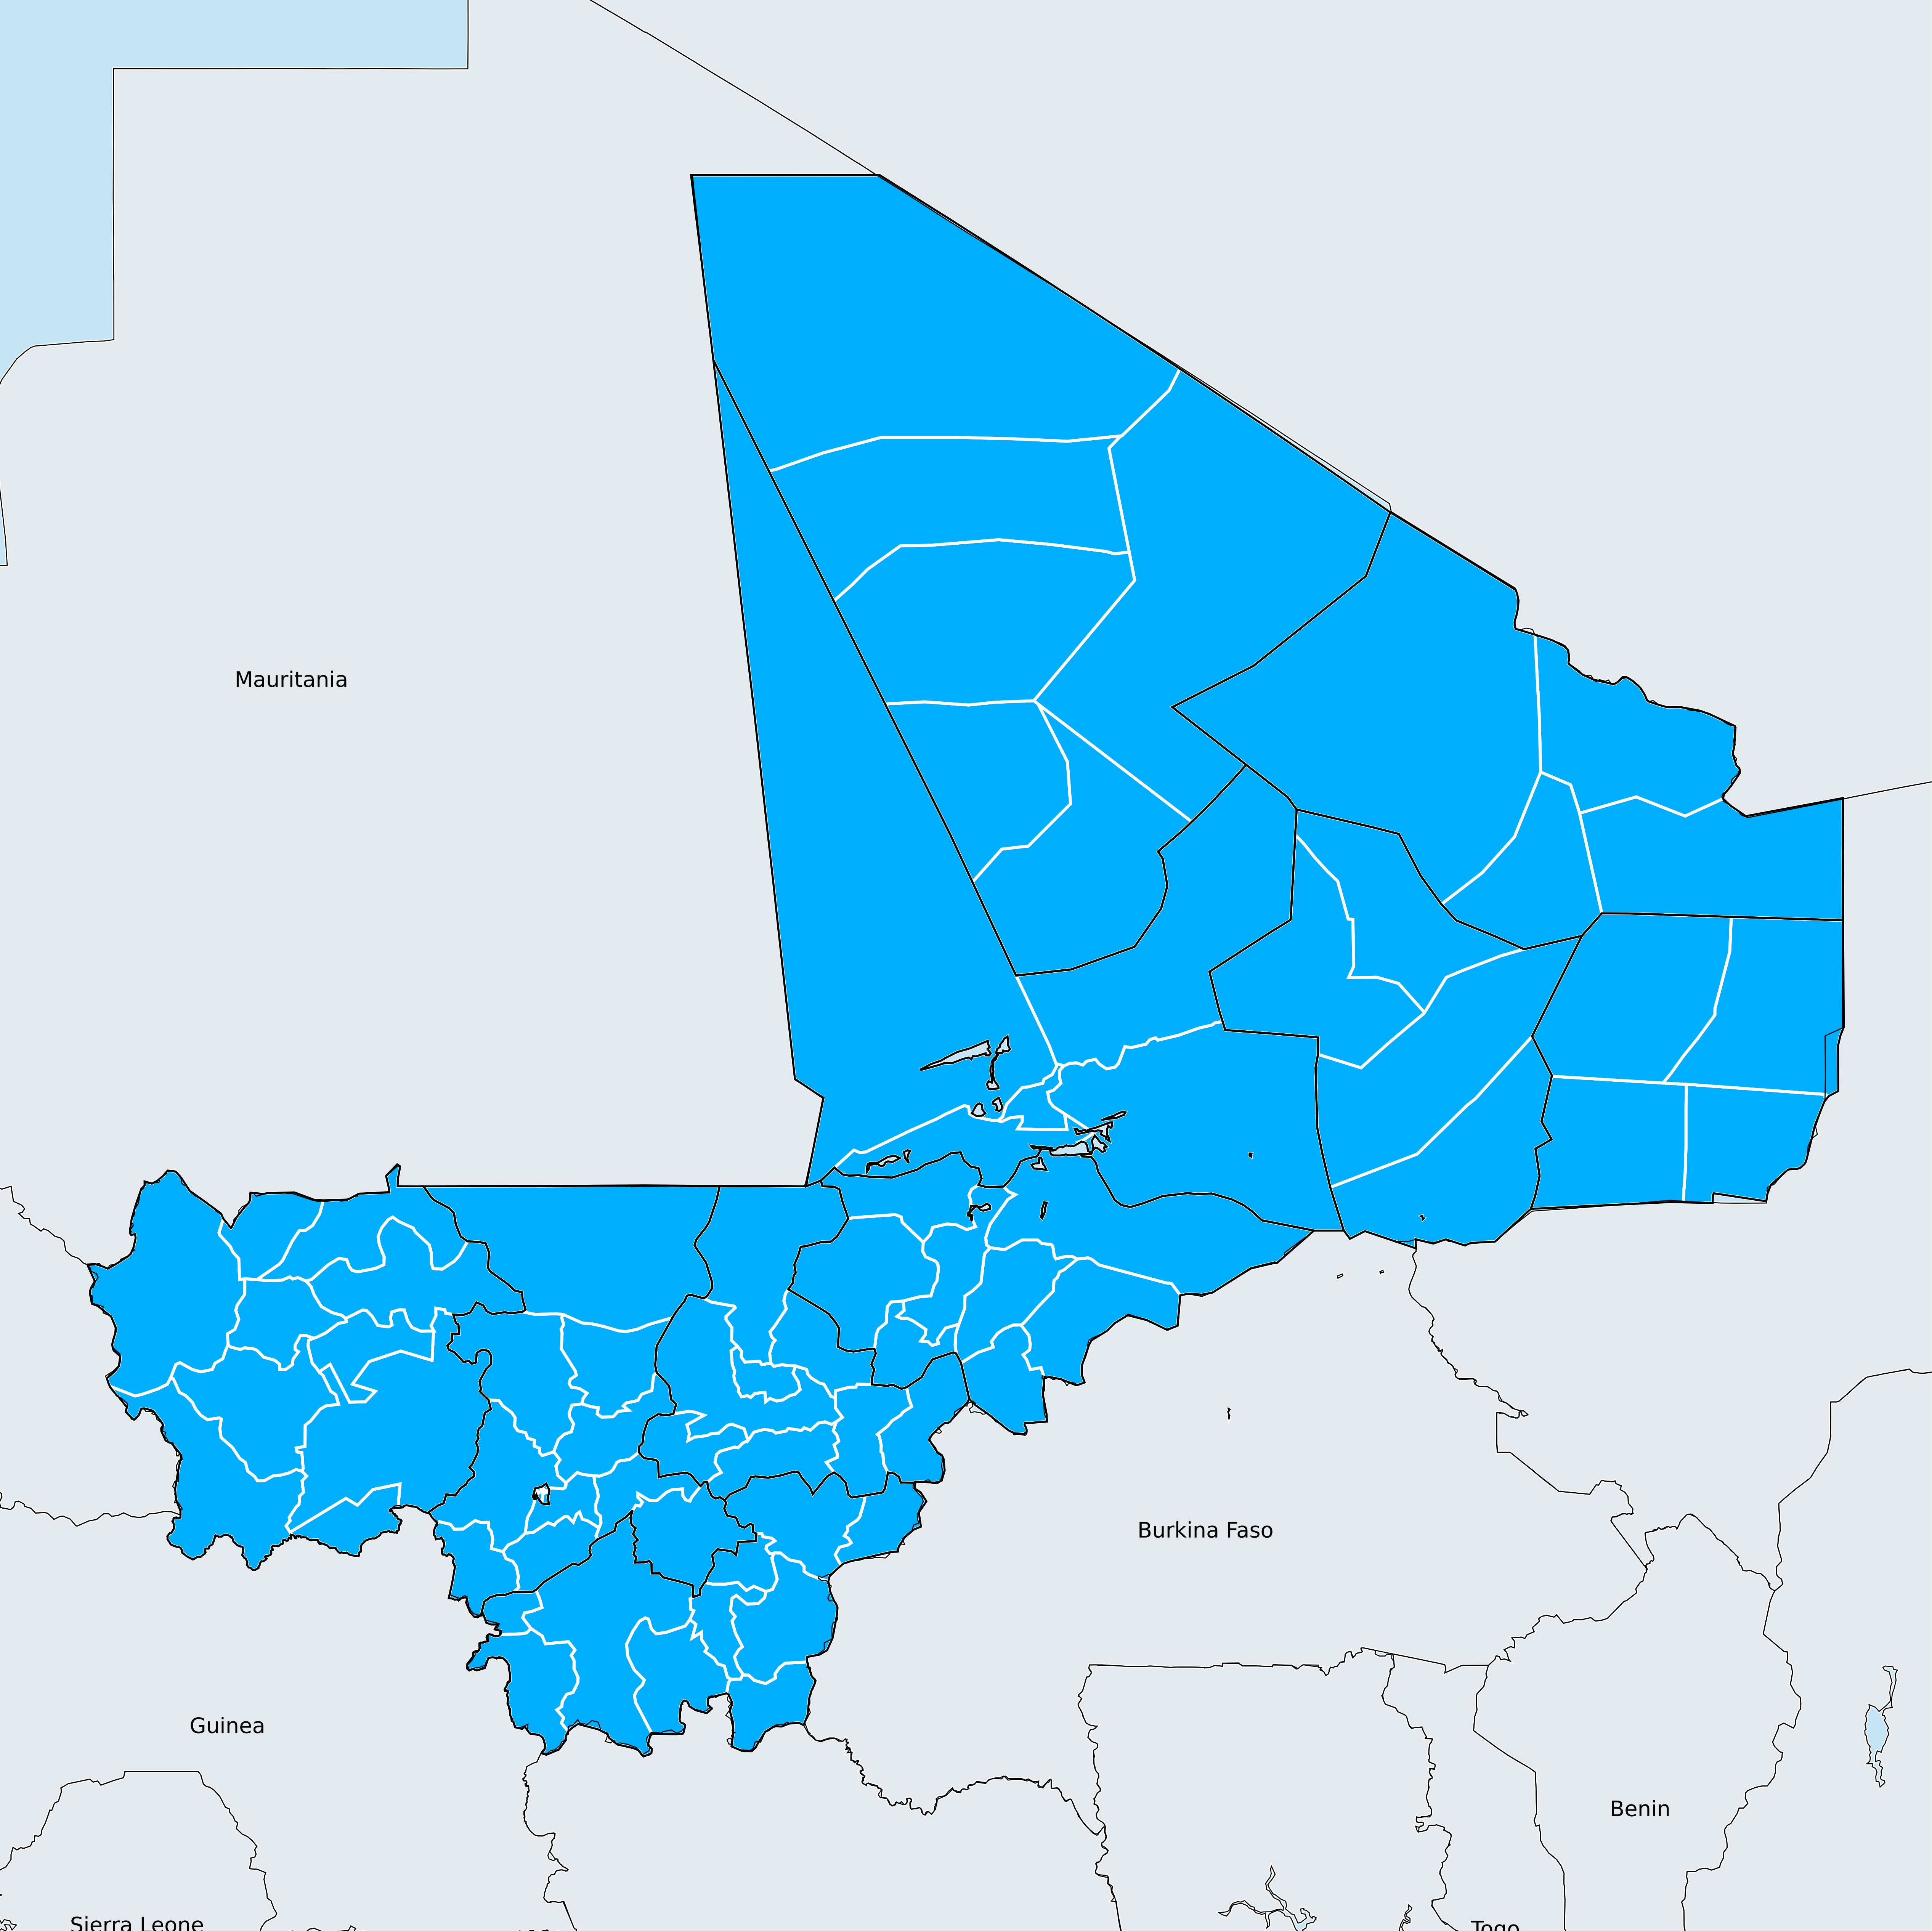 Mauritania
Burkina Faso
Guinea
Benin
Sierra Leone
Togo